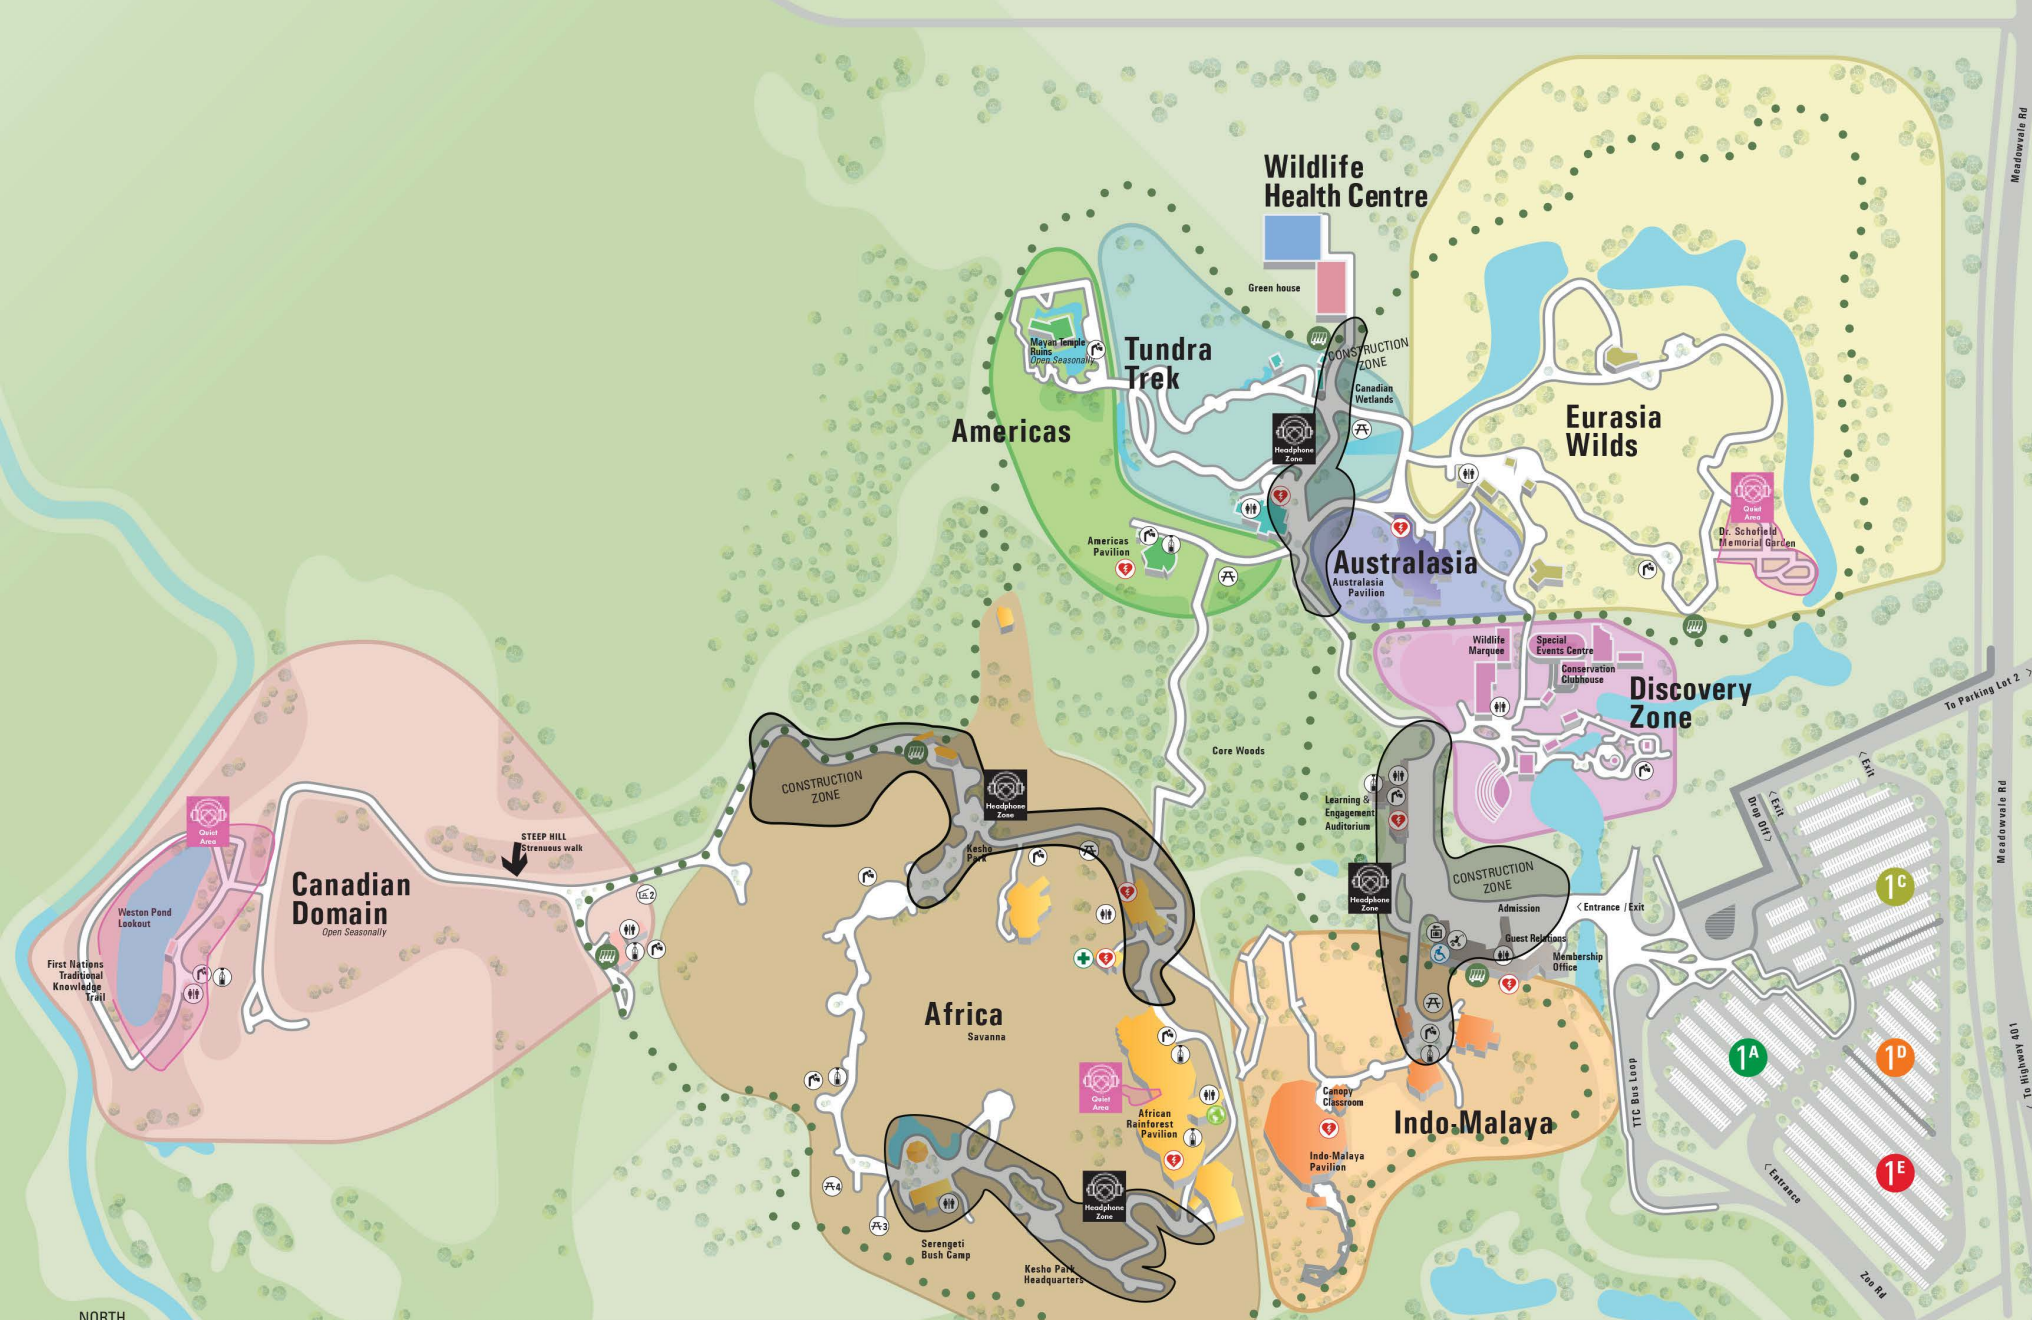 Meadowvale Rd
Wildlife
Health Centre
Green house
CONSTRUCTION
ZONE
Mayan Temple
Ruins
Open Seasonally
Tundra
Trek
Canadian
Wetlands
Americas
Headphone
Zone
Eurasia
Wilds
Quiet
Area
Dr. Schofield
Memorial Garden
Americas
Pavilion
Australasia
Australasia
Pavilion
Wildlife
Marquee
Special
Events Centre
Conservation
Clubhouse
Discovery
Zone
To Parking Lot 2 >
Core Woods
CONSTRUCTION
ZONE
Headphone
Zone
Learning &
Engagement
Auditorium
< Exit
< Exit
Drop Off >
Meadowvale Rd
STEEP HILL
Strenuous walk
Quiet
Area
Kesho
Park
Canadian
Domain
Open Seasonally
2
Weston Pond
Lookout
First Nations
Traditional
Knowledge
Trail
Headphone
Zone
CONSTRUCTION
ZONE
Admission
< Entrance / Exit
Guest Relations
Membership
Office
1C
Africa
Savanna
1A
1D
To Highway 401 >
Quiet
Area
African
Rainforest
Pavilion
Canopy
Classroom
Indo-Malaya
Indo-Malaya
Pavilion
TTC Bus Loop
1E
< Entrance
4
3
Headphone
Zone
Serengeti
Bush Camp
Kesho Park
Headquarters
Zoo Rd
NORTH